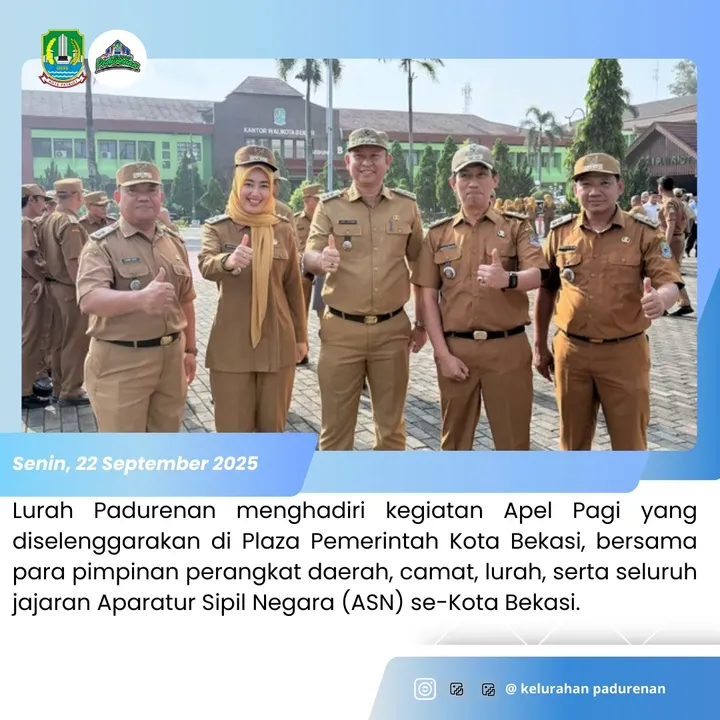 KANTOR WALIKOTA BEKASI
Senin, 22 September 2025
Lurah Padurenan menghadiri kegiatan Apel Pagi yang
diselenggarakan di Plaza Pemerintah Kota Bekasi, bersama
para pimpinan perangkat daerah, camat, lurah, serta seluruh
jajaran Aparatur Sipil Negara (ASN) se-Kota Bekasi.
@ kelurahan padurenan